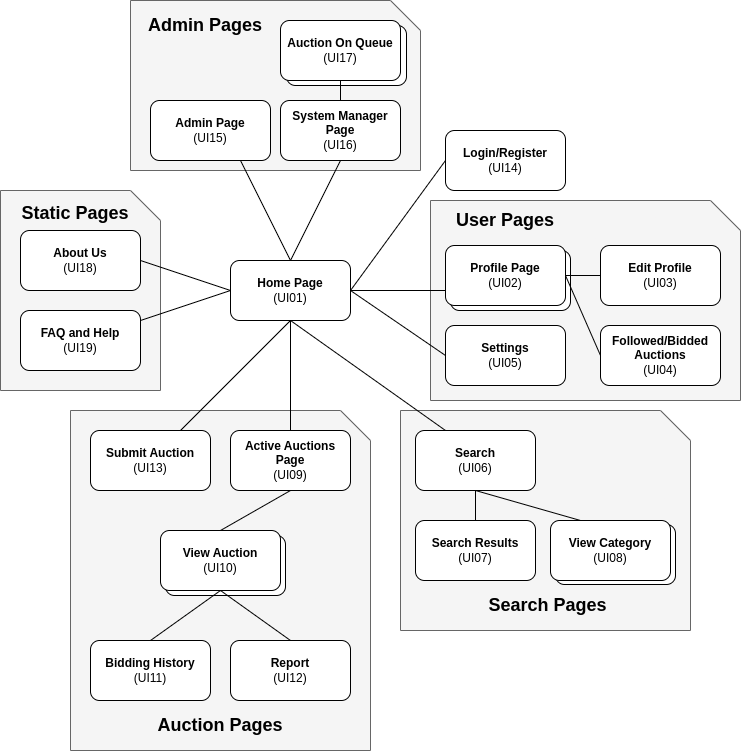 Admin Pages
Auction On Queue
(UI17)
Admin Page
(UI15)
System Manager
Page
(UI16)
Login/Register
(UI14)
Static Pages
About Us
(UI18)
FAQ and Help
(UI19)
Home Page
(UI01)
User Pages
Profile Page
(UI02)
Edit Profile
(UI03)
Settings
(UI05)
Followed/Bidded
Auctions
(UI04)
Submit Auction
(UI13)
Active Auctions
Page
(UI09)
View Auction
(UI10)
Bidding History
(UI11)
Report
(UI12)
Auction Pages
Search
(UI06)
Search Results
(UI07)
View Category
(UI08)
Search Pages